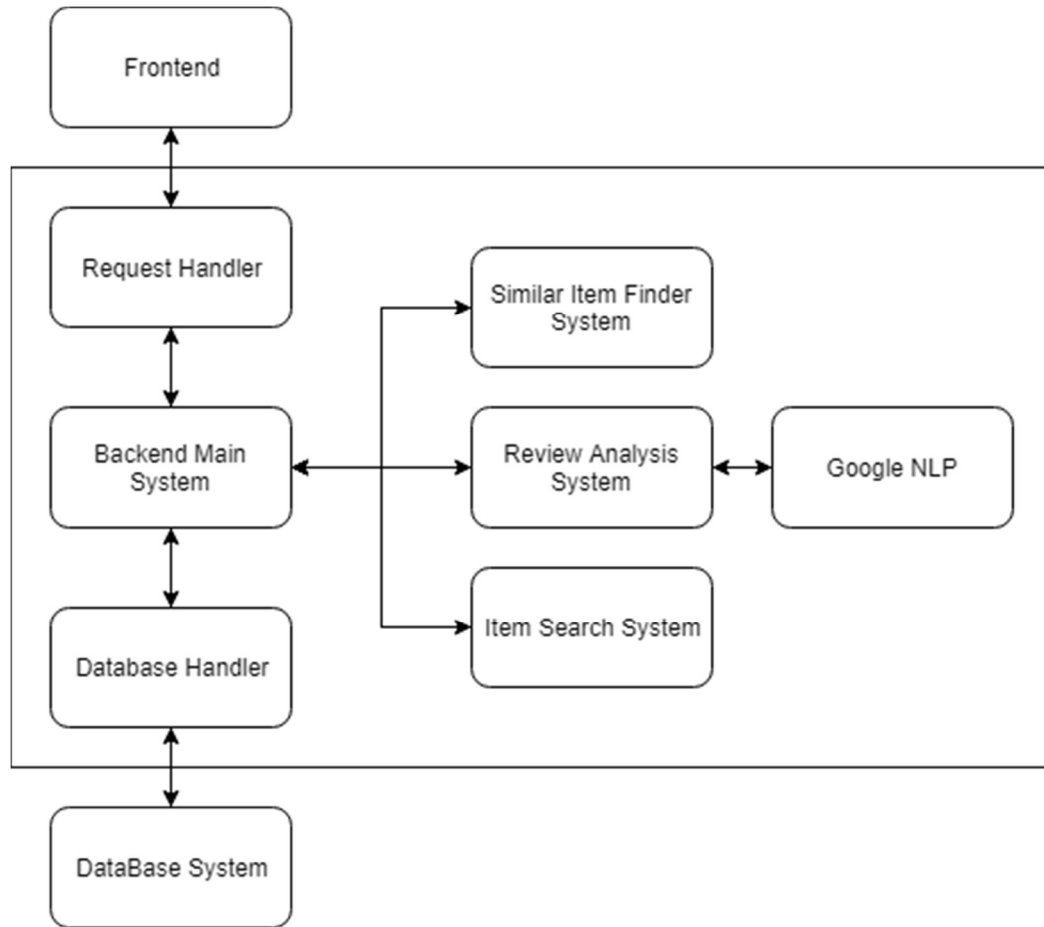 Frontend
Request Handler
Similar Item Finder
System
Backend Main
System
Review Analysis
System
Google NLP
Item Search System
Database Handler
DataBase System